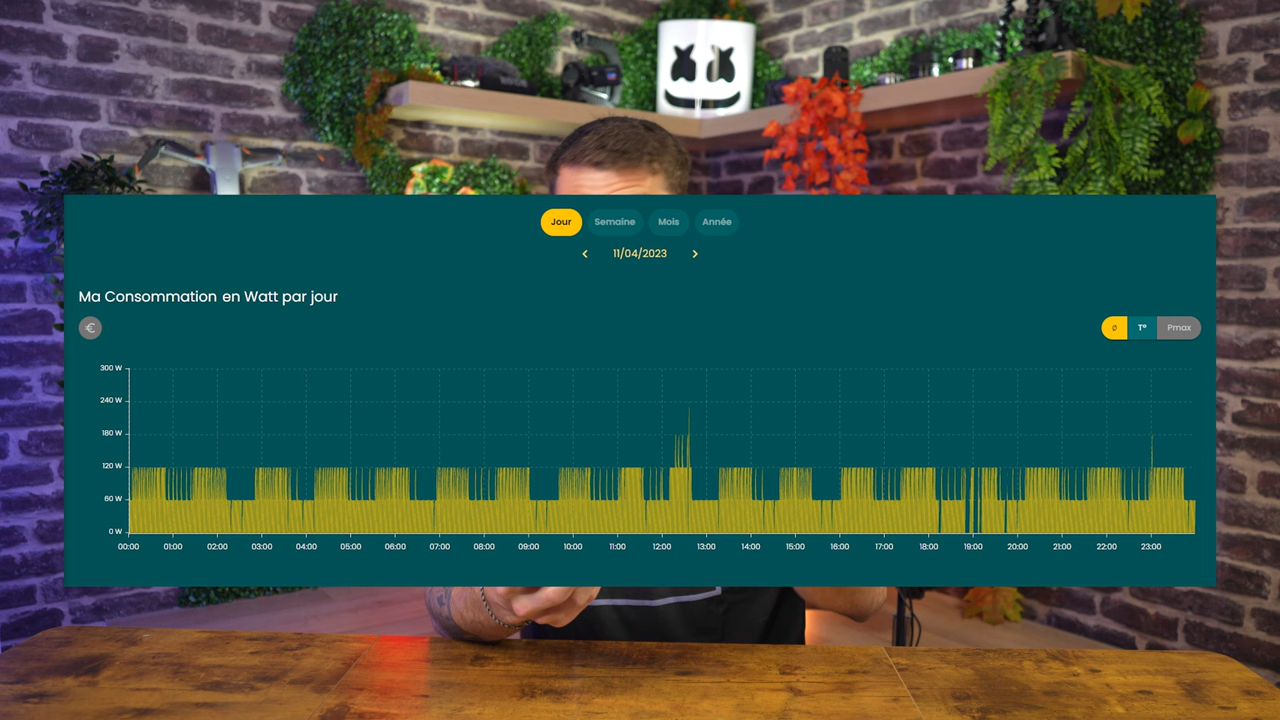 Jour Semaine Mois Année
11/04/2023
Ma Consommation en Watt par jour
€
Tº Pmax
300 W
240 W
180 W
120 W
60 W
0 W
00:00 01:00 02:00 03:00 04:00 05:00 06:00 07:00 08:00 09:00 10:00 11:00 12:00 13:00 14:00 15:00 16:00 17:00 18:00 19:00 20:00 21:00 22:00 23:00